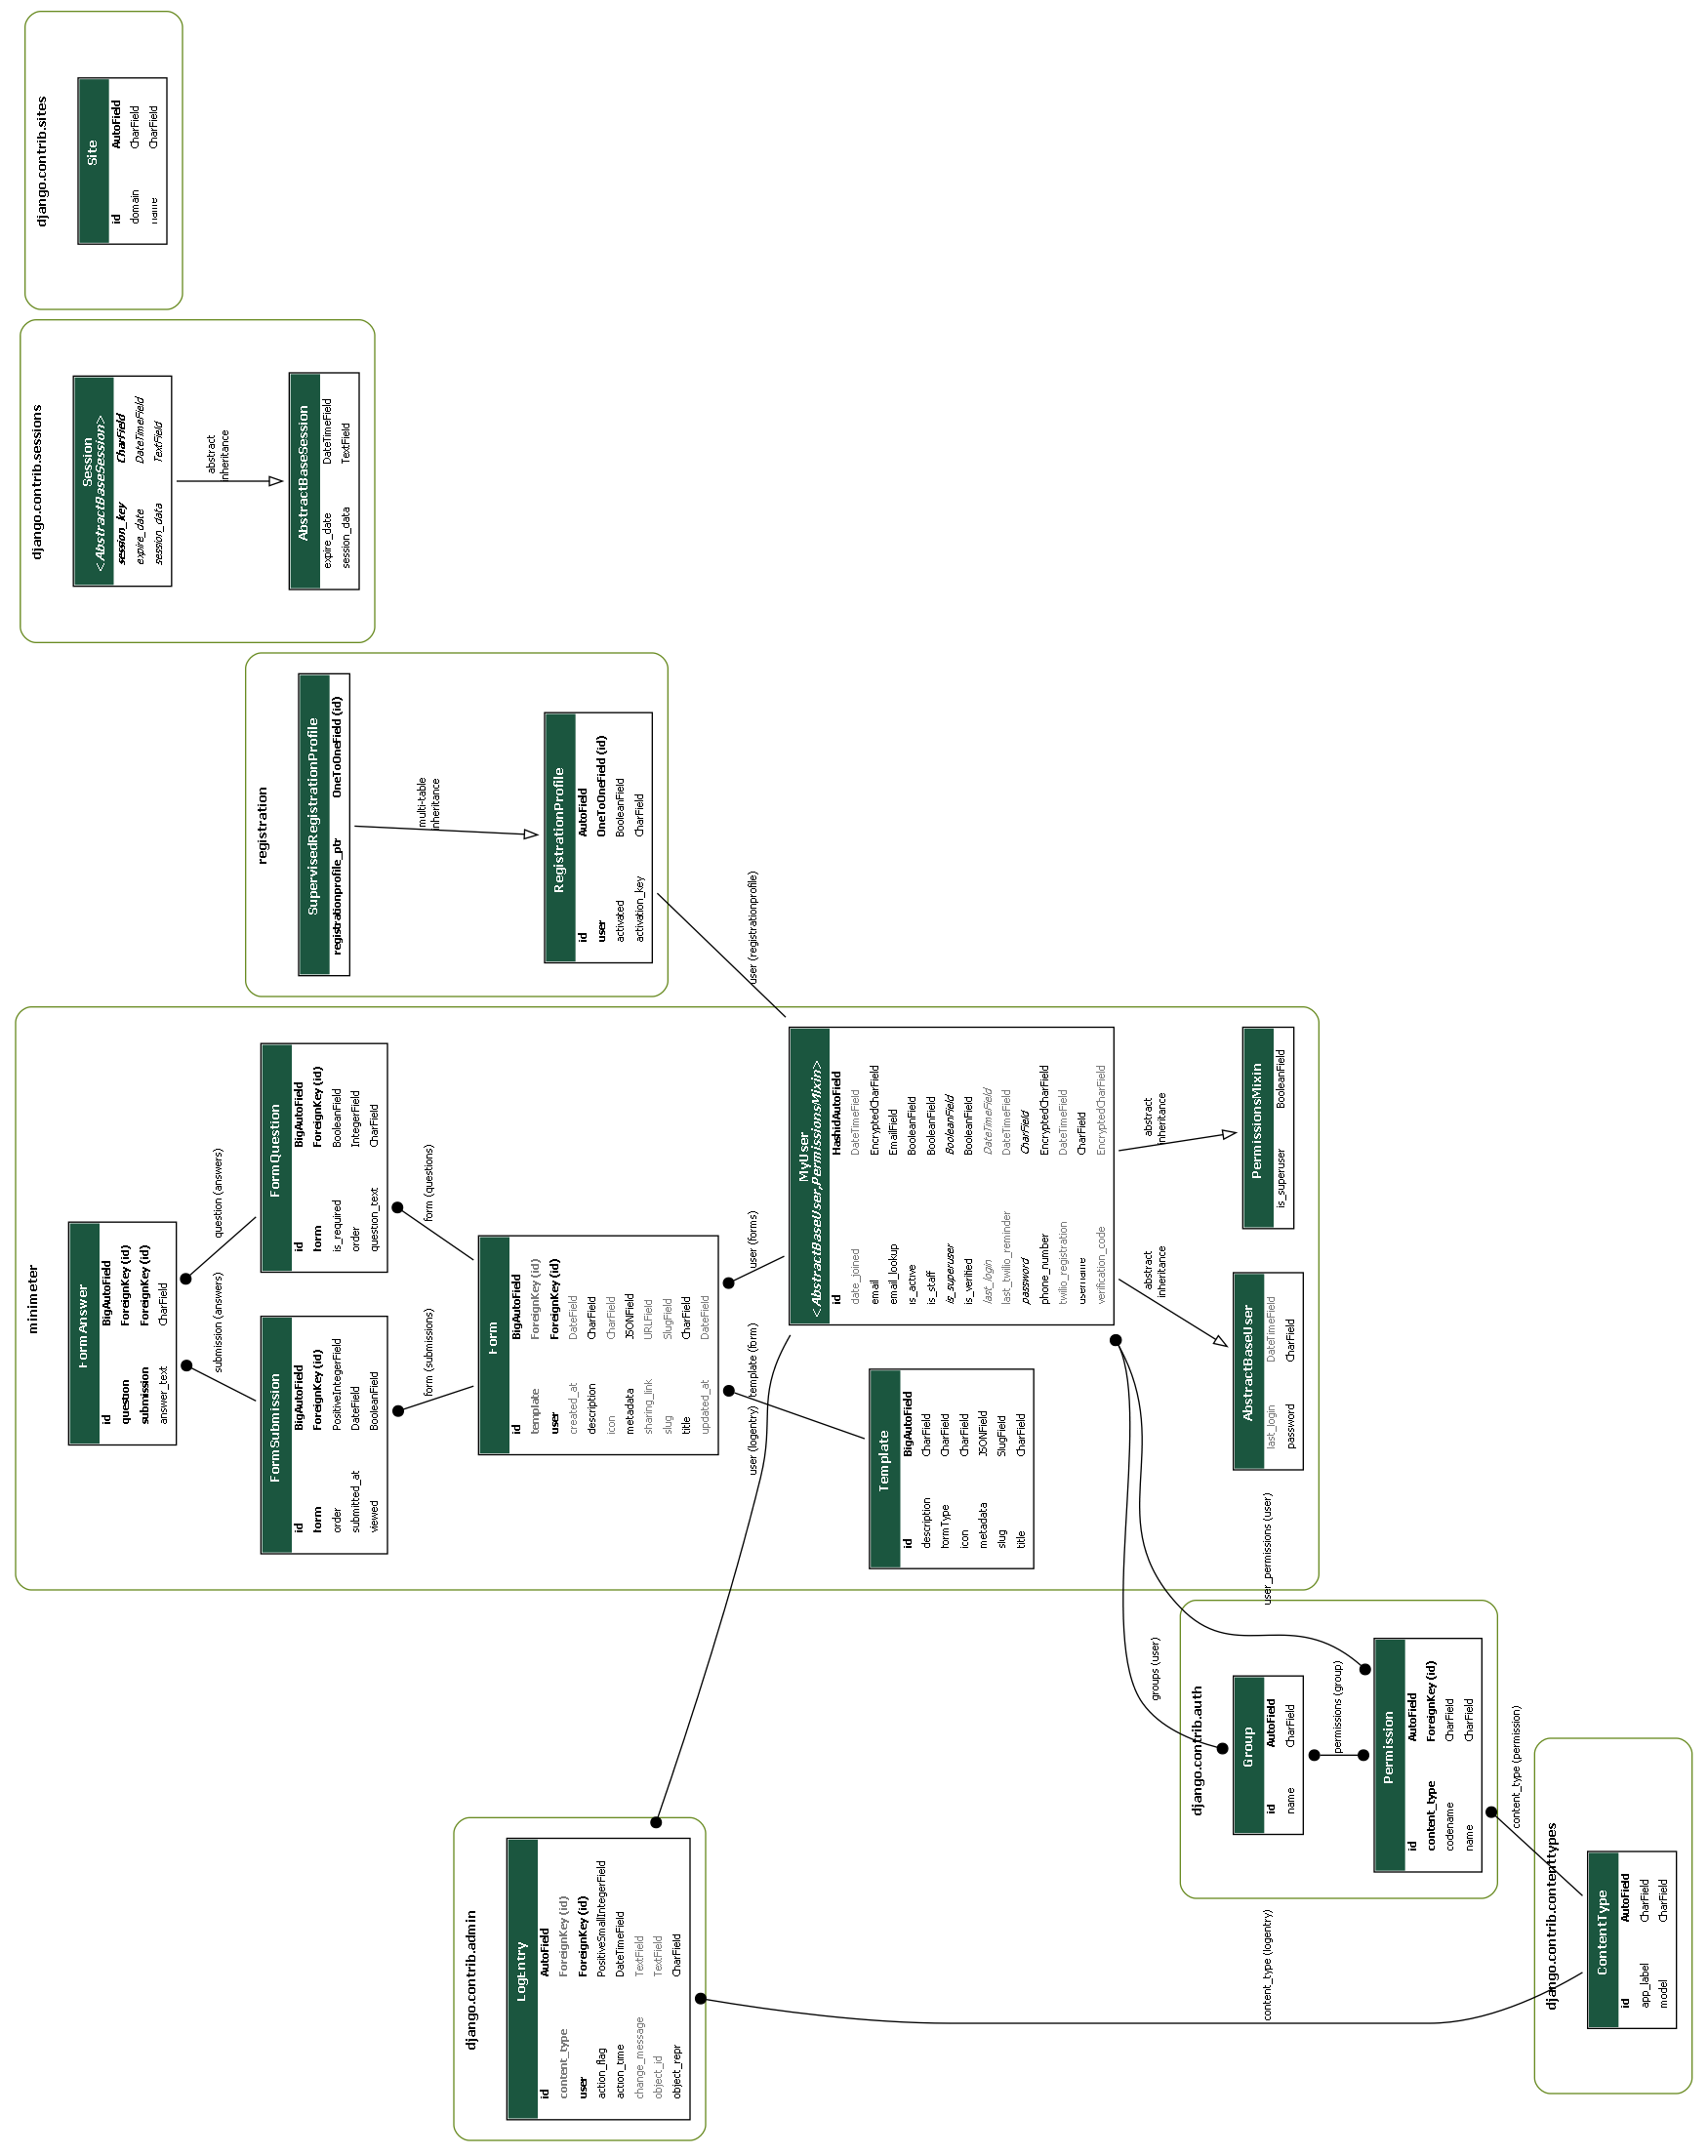 django.contrib.admin
LogEntry
id AutoField
content_type ForeignKey (id)
user ForeignKey (id)
action_flag PositiveSmallIntegerField
action_time DateTimeField
change_message TextField
object_id TextField
object_repr CharField
django.contrib.auth
Group
id AutoField
name CharField
Permission
id AutoField
content_type ForeignKey (id)
codename CharField
name CharField
permissions (group)
django.contrib.contenttypes
ContentType
id AutoField
app_label CharField
model CharField
content_type (logentry)
content_type (permission)
groups (user)
user_permissions (user)
user (logentry)
minimeter
FormAnswer
id BigAutoField
question ForeignKey (id)
submission ForeignKey (id)
answer_text CharField
submission (answers)
question (answers)
FormSubmission
id BigAutoField
form ForeignKey (id)
order PositiveIntegerField
submitted_at DateField
viewed BooleanField
FormQuestion
id BigAutoField
form ForeignKey (id)
is_required BooleanField
order IntegerField
question_text CharField
form (submissions)
form (questions)
Form
id BigAutoField
template ForeignKey (id)
user ForeignKey (id)
created_at DateField
description CharField
icon CharField
metadata JSONField
sharing_link URLField
slug SlugField
title CharField
updated_at DateField
template (form)
user (forms)
Template
id BigAutoField
description CharField
formType CharField
icon CharField
metadata JSONField
slug SlugField
title CharField
MyUser
<AbstractBaseUser,PermissionsMixin>
id HashidAutoField
date_joined DateTimeField
email EncryptedCharField
email_lookup EmailField
is_active BooleanField
is_staff BooleanField
is_superuser BooleanField
is_verified BooleanField
last_login DateTimeField
last_twilio_reminder DateTimeField
password CharField
phone_number EncryptedCharField
twilio_registration DateTimeField
username CharField
verification_code EncryptedCharField
abstract
inheritance
abstract
inheritance
AbstractBaseUser
last_login DateTimeField
password CharField
PermissionsMixin
is_superuser BooleanField
registration
SupervisedRegistrationProfile
registrationprofile_ptr OneToOneField (id)
multi-table
inheritance
RegistrationProfile
id AutoField
user OneToOneField (id)
activated BooleanField
activation_key CharField
user (registrationprofile)
django.contrib.sessions
Session
<AbstractBaseSession>
session_key CharField
expire_date DateTimeField
session_data TextField
abstract
inheritance
AbstractBaseSession
expire_date DateTimeField
session_data TextField
django.contrib.sites
Site
id AutoField
domain CharField
name CharField